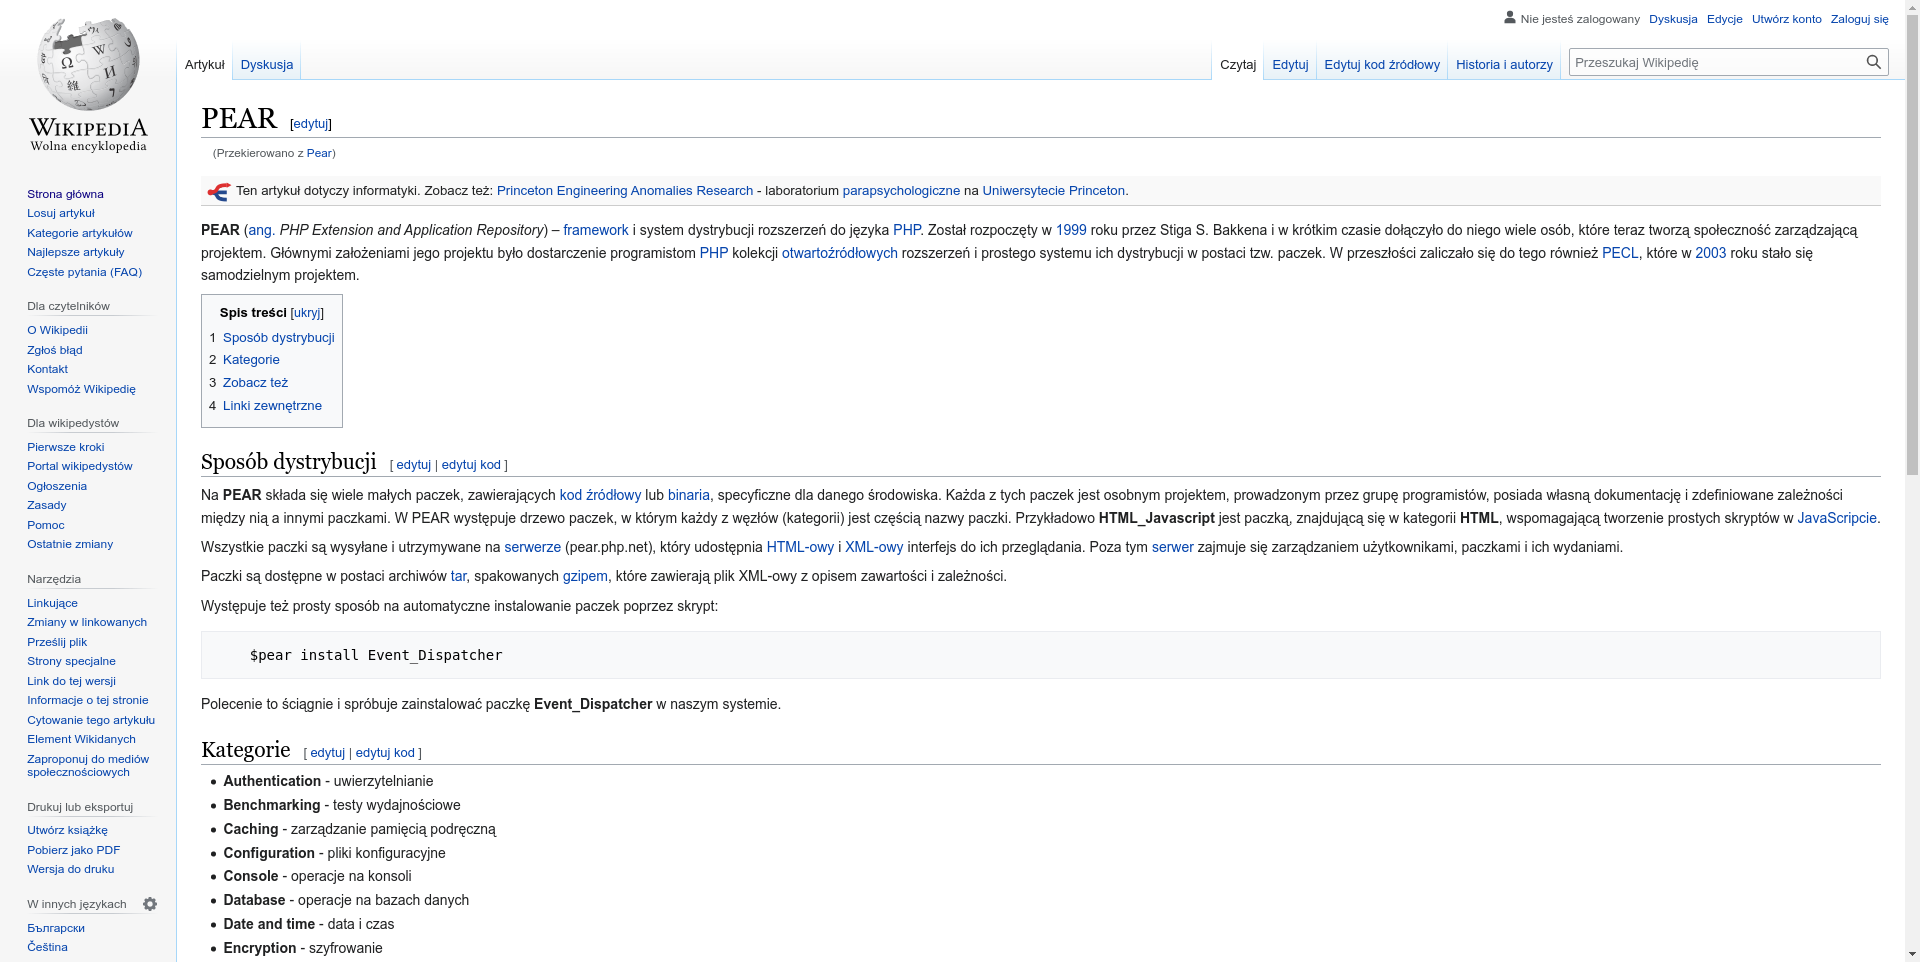 Nie jesteś zalogowany Dyskusja Edycje Utwórz konto Zaloguj się
Artykuł Dyskusja Czytaj Edytuj Edytuj kod źródłowy Historia i autorzy Przeszukaj Wikipedię
WIKIPEDIA
Wolna encyklopedia
Strona główna
Losuj artykuł
Kategorie artykułów
Najlepsze artykuły
Częste pytania (FAQ)
Dla czytelników
O Wikipedii
Zgłoś błąd
Kontakt
Wspomóż Wikipedię
Dla wikipedystów
Pierwsze kroki
Portal wikipedystów
Ogłoszenia
Zasady
Pomoc
Ostatnie zmiany
Narzędzia
Linkujące
Zmiany w linkowanych
Prześlij plik
Strony specjalne
Link do tej wersji
Informacje o tej stronie
Cytowanie tego artykułu
Element Wikidanych
Zaproponuj do mediów
społecznościowych
Drukuj lub eksportuj
Utwórz książkę
Pobierz jako PDF
Wersja do druku
W innych językach
Български
Čeština
PEAR [edytuj]
(Przekierowano z Pear)
Ten artykuł dotyczy informatyki. Zobacz też: Princeton Engineering Anomalies Research - laboratorium parapsychologiczne na Uniwersytecie Princeton.
PEAR (ang. PHP Extension and Application Repository) – framework i system dystrybucji rozszerzeń do języka PHP. Został rozpoczęty w 1999 roku przez Stiga S. Bakkena i w krótkim czasie dołączyło do niego wiele osób, które teraz tworzą społeczność zarządzającą
projektem. Głównymi założeniami jego projektu było dostarczenie programistom PHP kolekcji otwartoźródłowych rozszerzeń i prostego systemu ich dystrybucji w postaci tzw. paczek. W przeszłości zaliczało się do tego również PECL, które w 2003 roku stało się
samodzielnym projektem.
Spis treści [ukryj]
1 Sposób dystrybucji
2 Kategorie
3 Zobacz też
4 Linki zewnętrzne
Sposób dystrybucji [ edytuj | edytuj kod ]
Na PEAR składa się wiele małych paczek, zawierających kod źródłowy lub binaria, specyficzne dla danego środowiska. Każda z tych paczek jest osobnym projektem, prowadzonym przez grupę programistów, posiada własną dokumentację i zdefiniowane zależności
między nią a innymi paczkami. W PEAR występuje drzewo paczek, w którym każdy z węzłów (kategorii) jest częścią nazwy paczki. Przykładowo HTML_Javascript jest paczką, znajdującą się w kategorii HTML, wspomagającą tworzenie prostych skryptów w JavaScripcie.
Wszystkie paczki są wysyłane i utrzymywane na serwerze (pear.php.net), który udostępnia HTML-owy i XML-owy interfejs do ich przeglądania. Poza tym serwer zajmuje się zarządzaniem użytkownikami, paczkami i ich wydaniami.
Paczki są dostępne w postaci archiwów tar, spakowanych gzipem, które zawierają plik XML-owy z opisem zawartości i zależności.
Występuje też prosty sposób na automatyczne instalowanie paczek poprzez skrypt:
$pear install Event_Dispatcher
Polecenie to ściągnie i spróbuje zainstalować paczkę Event_Dispatcher w naszym systemie.
Kategorie [ edytuj | edytuj kod ]
• Authentication - uwierzytelnianie
• Benchmarking - testy wydajnościowe
• Caching - zarządzanie pamięcią podręczną
• Configuration - pliki konfiguracyjne
• Console - operacje na konsoli
• Database - operacje na bazach danych
• Date and time - data i czas
• Encryption - szyfrowanie